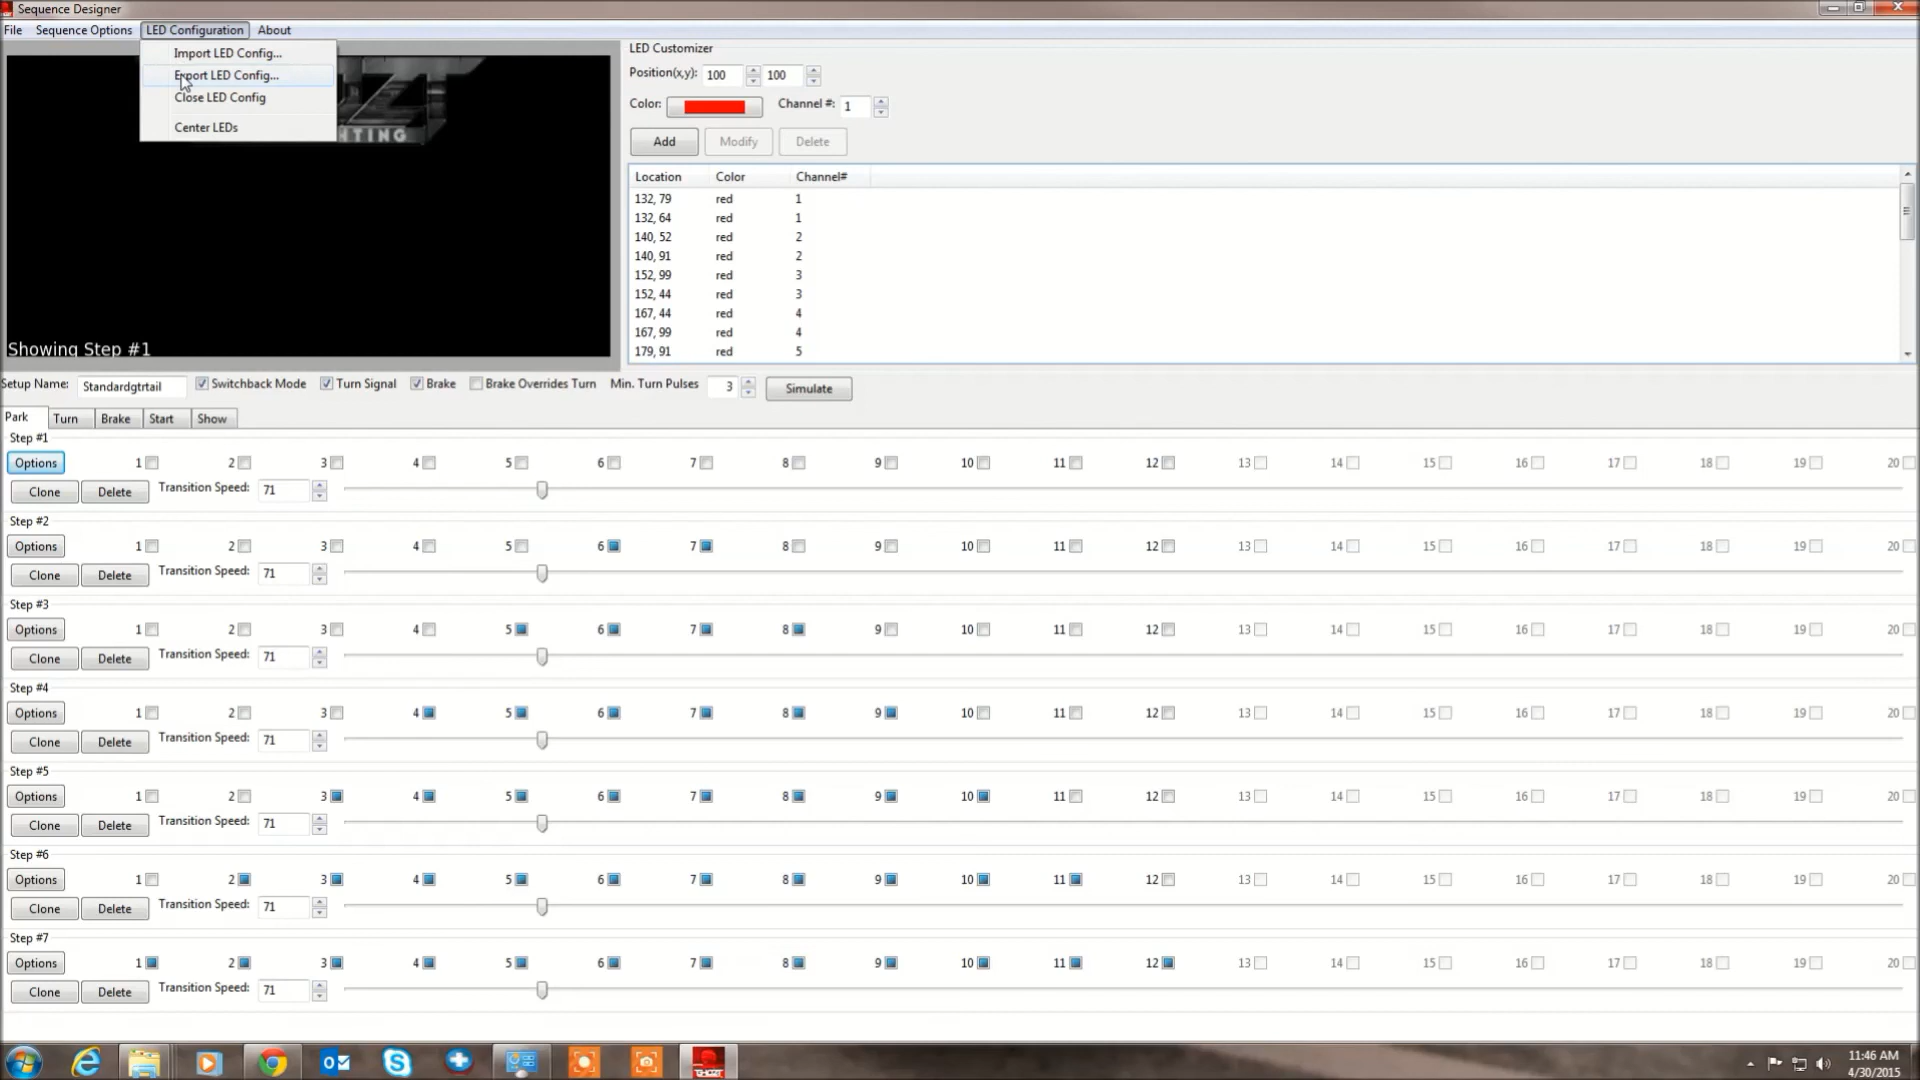 Sequence Designer
File Sequence Options LED Configuration About
Import LED Config...
Export LED Config...
Close LED Config
Center LEDs
Showing Step #1
LED Customizer
Position(x,y): 100 100
Color: Channel #: 1
Add Modify Delete
Location Color Channel#
132, 79 red 1
132, 64 red 1
140, 52 red 2
140, 91 red 2
152, 99 red 3
152, 44 red 3
167, 44 red 4
167, 99 red 4
179, 91 red 5
Setup Name: Standardgtrtail Switchback Mode Turn Signal Brake Brake Overrides Turn Min. Turn Pulses 3 Simulate
Park Turn Brake Start Show
Step #1
Options 1 2 3 4 5 6 7 8 9 10 11 12 13 14 15 16 17 18 19 20
Clone Delete Transition Speed: 71
Step #2
Options 1 2 3 4 5 6 7 8 9 10 11 12 13 14 15 16 17 18 19 20
Clone Delete Transition Speed: 71
Step #3
Options 1 2 3 4 5 6 7 8 9 10 11 12 13 14 15 16 17 18 19 20
Clone Delete Transition Speed: 71
Step #4
Options 1 2 3 4 5 6 7 8 9 10 11 12 13 14 15 16 17 18 19 20
Clone Delete Transition Speed: 71
Step #5
Options 1 2 3 4 5 6 7 8 9 10 11 12 13 14 15 16 17 18 19 20
Clone Delete Transition Speed: 71
Step #6
Options 1 2 3 4 5 6 7 8 9 10 11 12 13 14 15 16 17 18 19 20
Clone Delete Transition Speed: 71
Step #7
Options 1 2 3 4 5 6 7 8 9 10 11 12 13 14 15 16 17 18 19 20
Clone Delete Transition Speed: 71
11:46 AM
4/30/2015